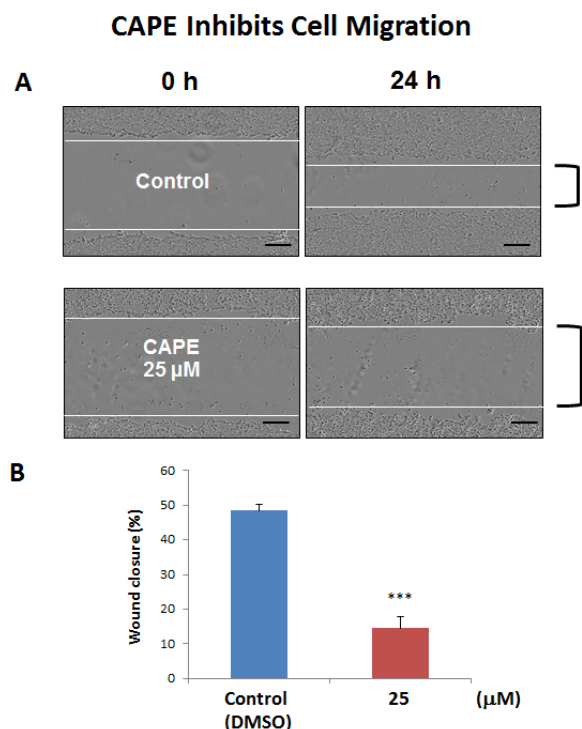 CAPE Inhibits Cell Migration
A
0 h
24 h
Control
CAPE
25 µM
B
Wound closure (%)
60
50
40
30
20
10
0
***
Control
(DMSO)
25
(µM)